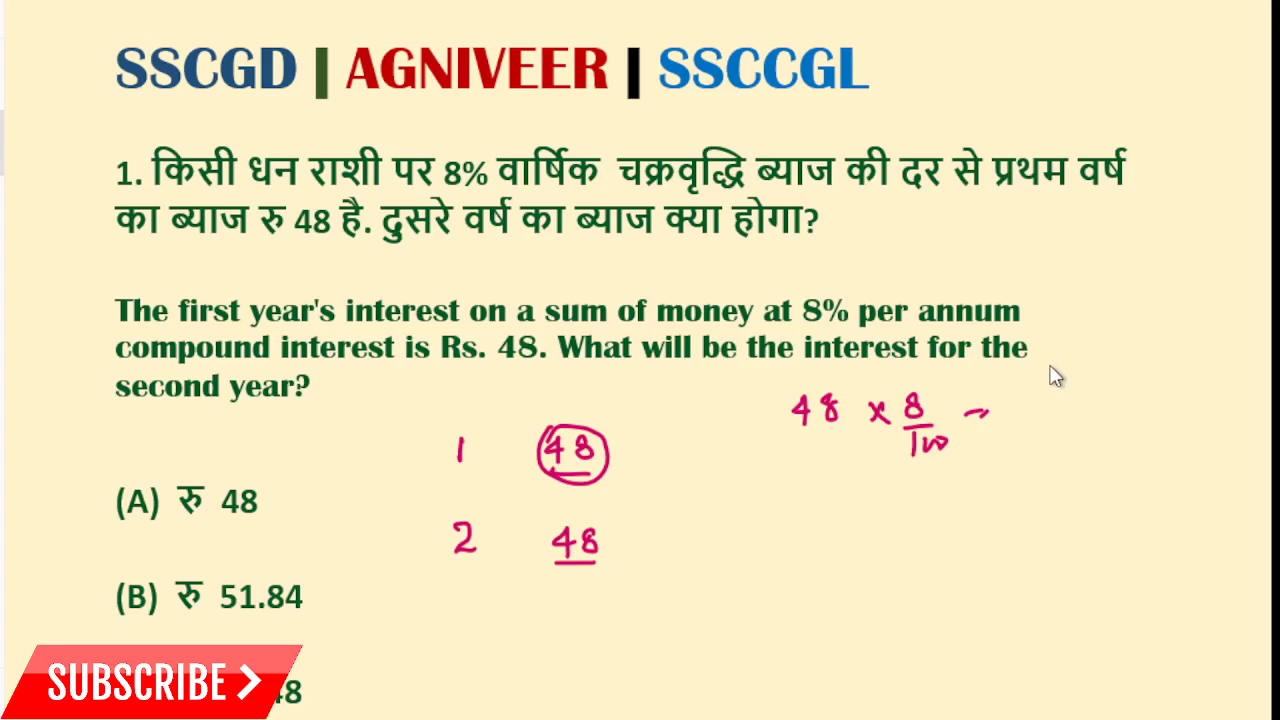 SSCGD | AGNIVEER | SSCCGL
1. किसी धन राशी पर 8% वार्षिक चक्रवृद्धि ब्याज की दर से प्रथम वर्ष
का ब्याज रु 48 है. दुसरे वर्ष का ब्याज क्या होगा?
The first year's interest on a sum of money at 8% per annum
compound interest is Rs. 48. What will be the interest for the
second year?
48 × 8/100 =
1 48
(A) रु 48
2 48
(B) रु 51.84
SUBSCRIBE